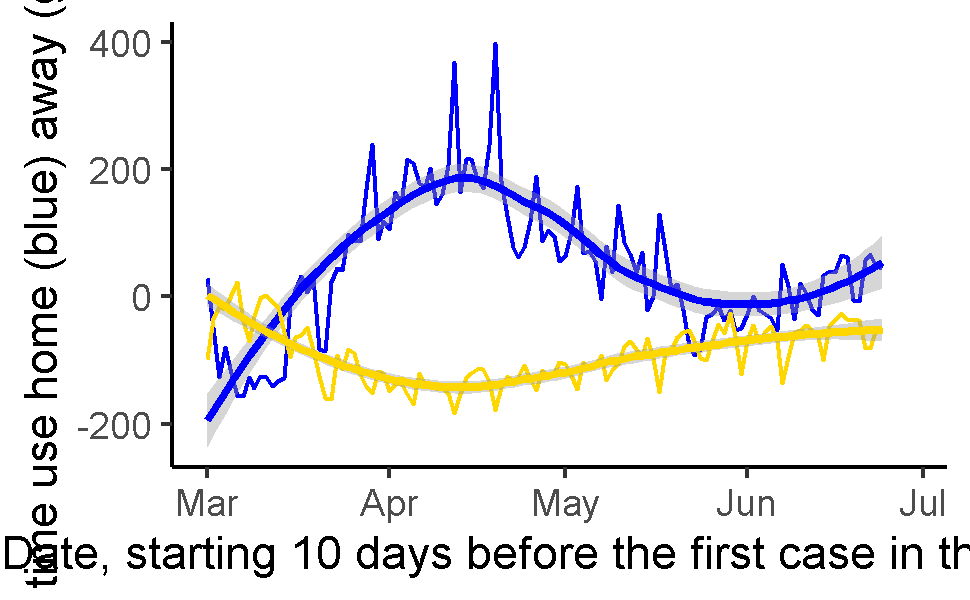 time use home (blue) away (
400
200
0
-200
Mar Apr May Jun Jul
Date, starting 10 days before the first case in th